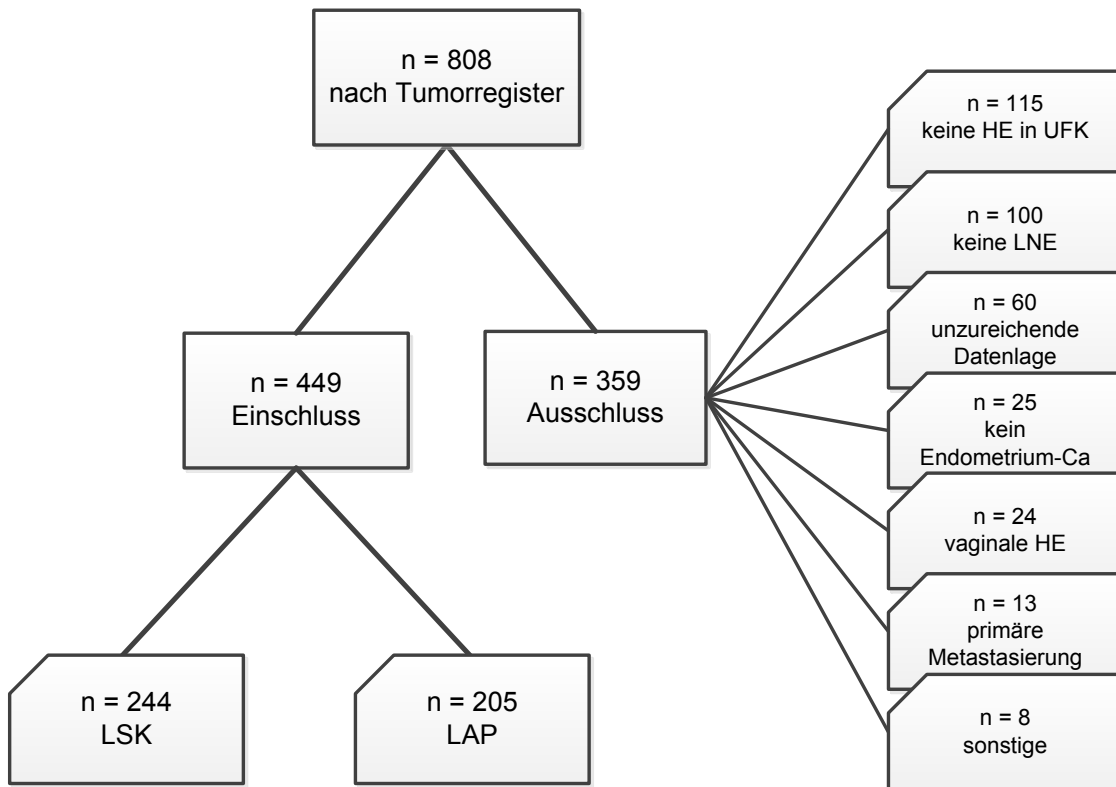 n = 808
nach Tumorregister
n = 449
Einschluss
n = 359
Ausschluss
n = 244
LSK
n = 205
LAP
n = 115
keine HE in UFK
n = 100
keine LNE
n = 60
unzureichende
Datenlage
n = 25
kein
Endometrium-Ca
n = 24
vaginale HE
n = 13
primäre
Metastasierung
n = 8
sonstige